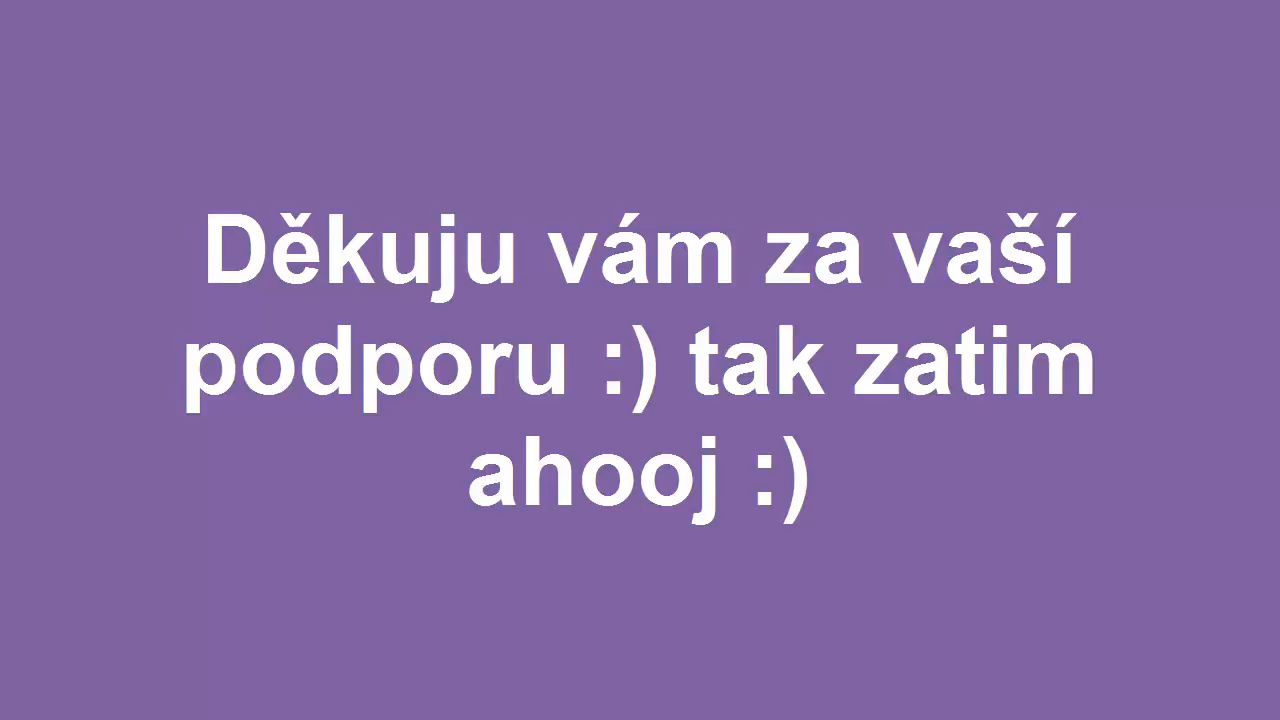 Děkuju vám za vaší
podporu :) tak zatim
ahooj :)